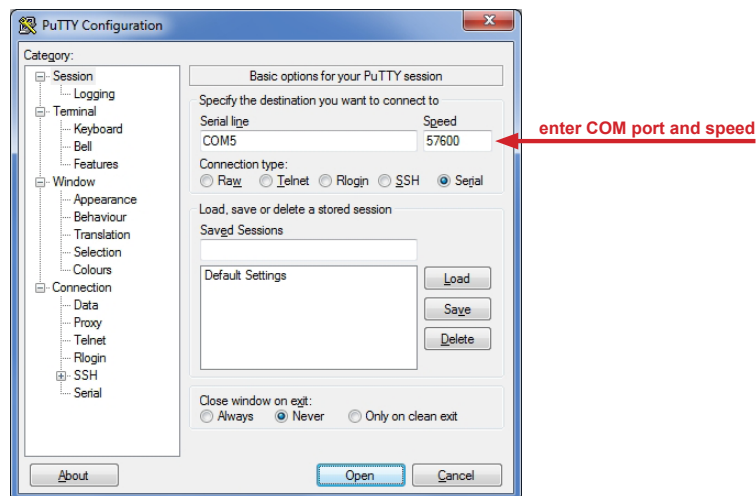 PuTTY Configuration
Category:
Session
Logging
Terminal
Keyboard
Bell
Features
Window
Appearance
Behaviour
Translation
Selection
Colours
Connection
Data
Proxy
Telnet
Rlogin
SSH
Serial
Basic options for your PuTTY session
Specify the destination you want to connect to
Serial line Speed
COM5 57600
Connection type:
Raw Telnet Rlogin SSH Serial
Load, save or delete a stored session
Saved Sessions
Default Settings
Load
Save
Delete
Close window on exit:
Always Never Only on clean exit
About Open Cancel
enter COM port and speed